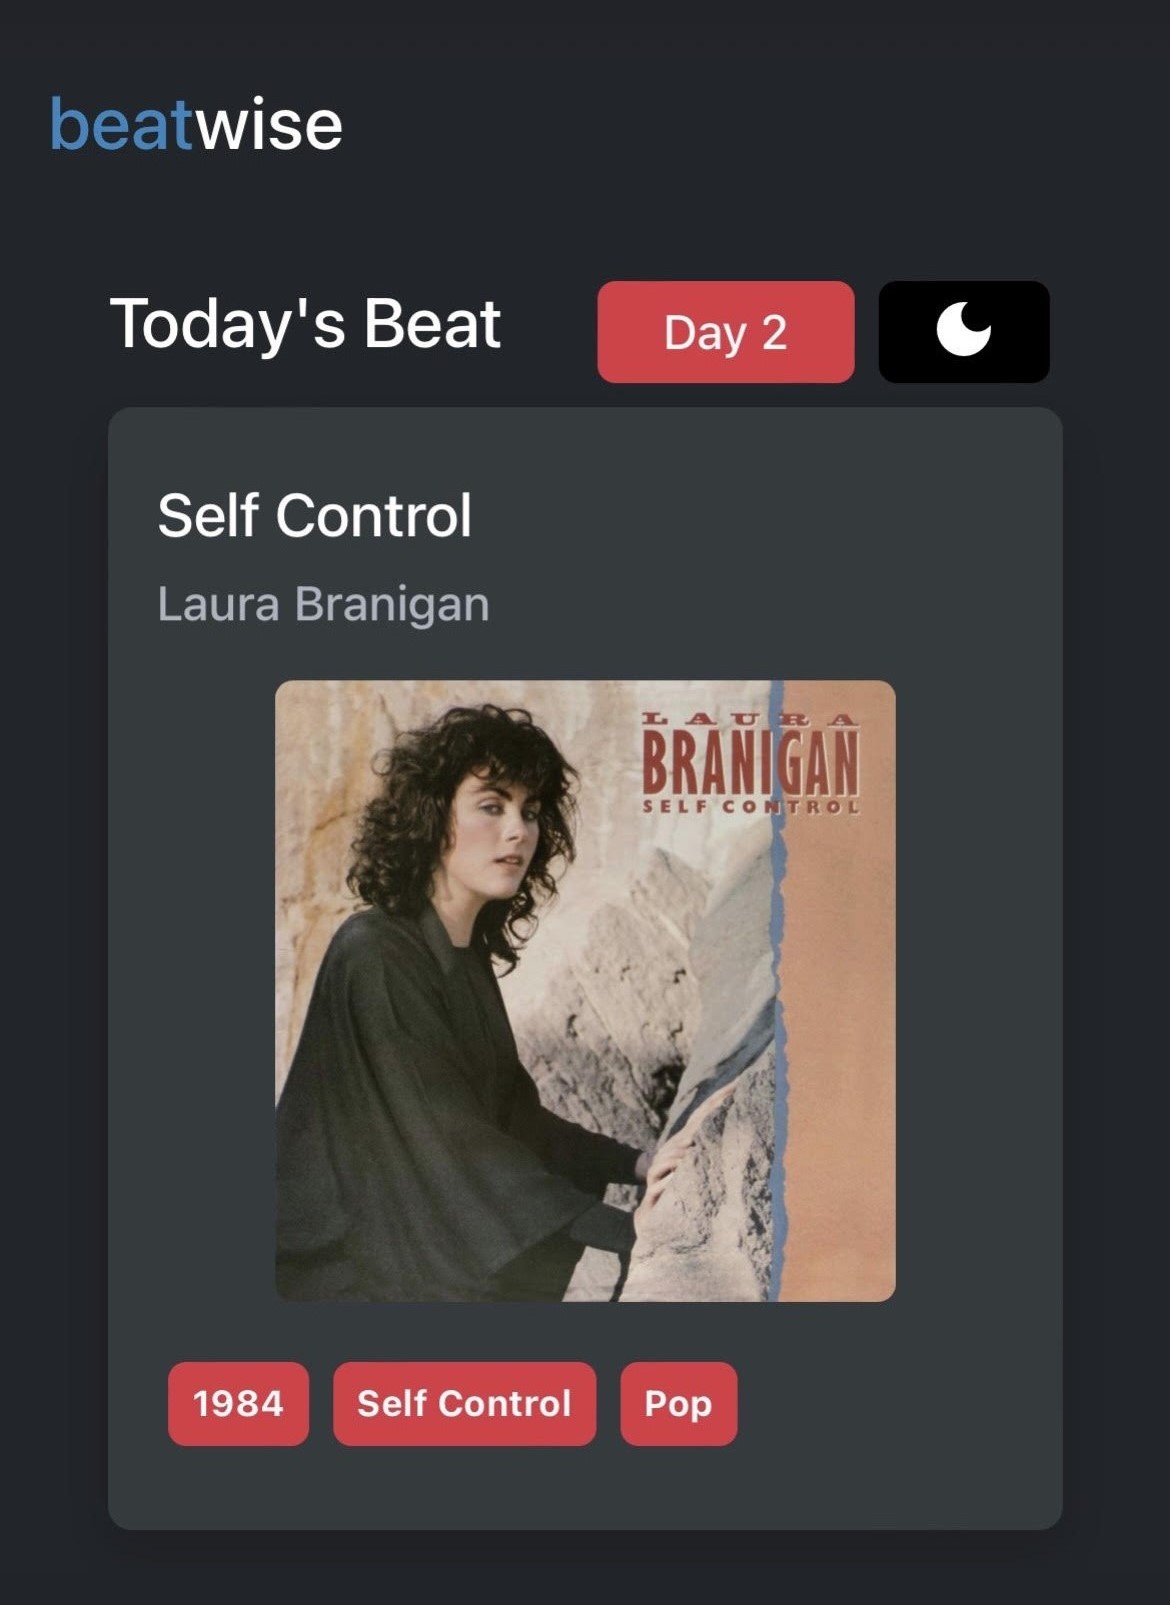 beatwise
Today's Beat
Day 2
Self Control
Laura Branigan
LAURA
BRANIGAN
SELF CONTROL
1984
Self Control
Pop